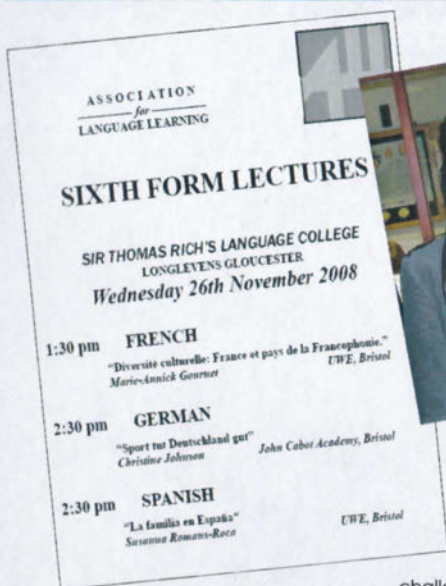 ASSOCIATION
for
LANGUAGE LEARNING
SIXTH FORM LECTURES
SIR THOMAS RICH'S LANGUAGE COLLEGE
LONGLEVENS GLOUCESTER
Wednesday 26th November 2008
1:30 pm FRENCH
"Diversité culturelle: France et pays de la Francophonie."
Marie-Annick Gournet UWE, Bristol
2:30 pm GERMAN
"Sport tut Deutschland gut"
Christine Johnson John Cabot Academy, Bristol
2:30 pm SPANISH
"La familia en España"
Susanna Romans-Roca UWE, Bristol